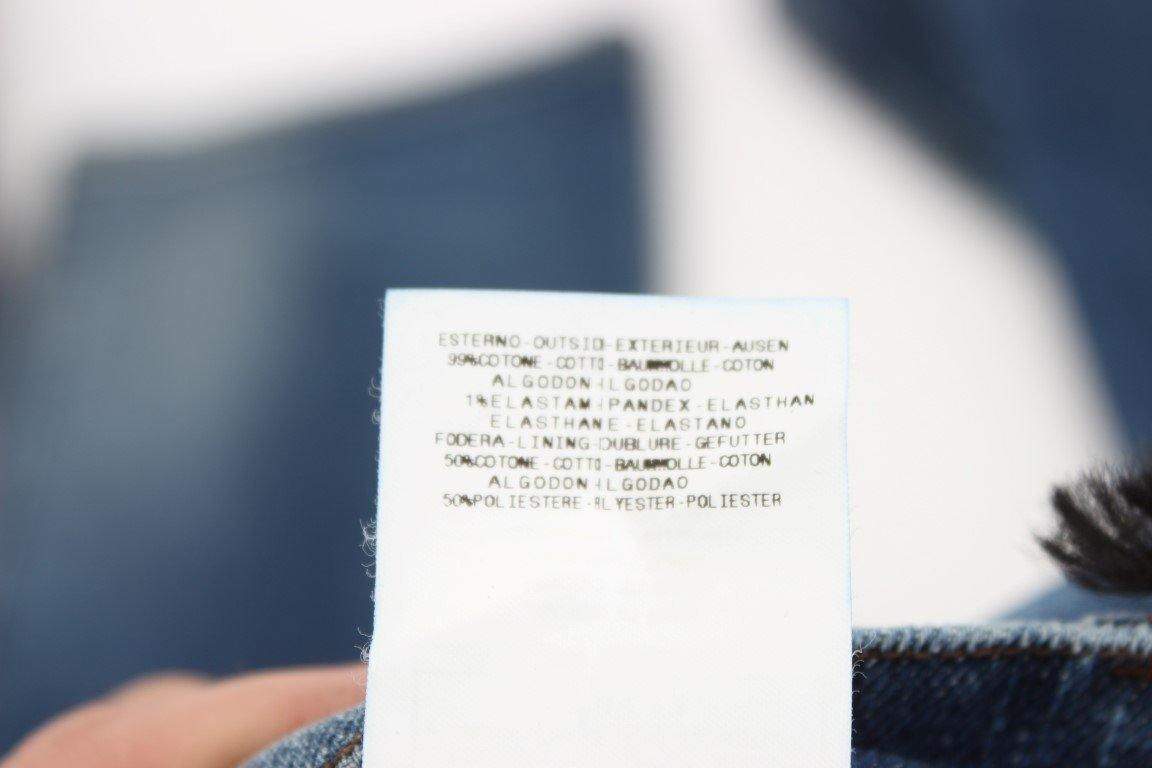 ESTERNO-OUTSID-EXTERIEUR-AUSEN
99%COTONE-COTTO-BAUMWOLLE-COTON
ALGODON-LGODAO
1%ELASTAM-PANDEX-ELASTHAN
ELASTHANE-ELASTANO
FODERA-LINING-DUBLURE-GEFUTTER
50%COTONE-COTTO-BAUMWOLLE-COTON
ALGODON-LGODAO
50%POLIESTERE-LYESTER-POLIESTER